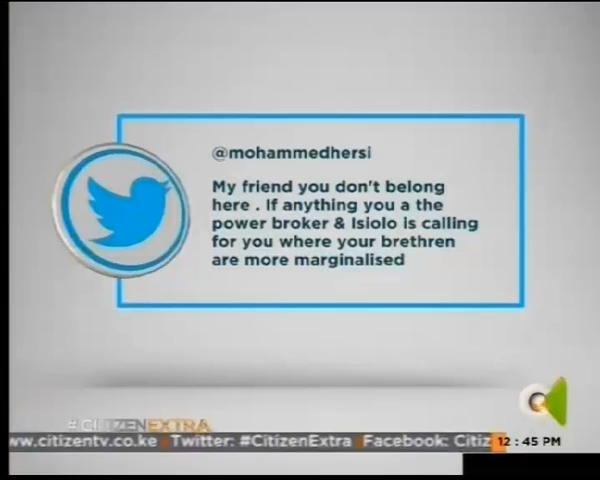 @mohammedhersi
My friend you don't belong
here . If anything you a the
power broker & Isiolo is calling
for you where your brethren
are more marginalised
#CITIZENEXTRA
www.citizentv.co.ke Twitter: #CitizenExtra Facebook: Citiz 12 : 45 PM